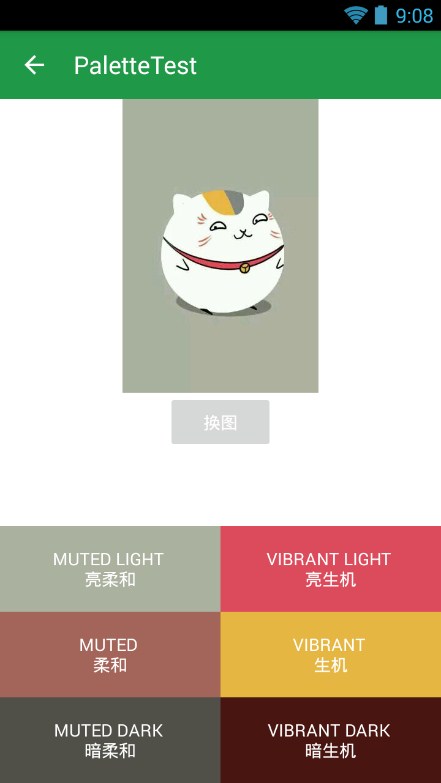 9:08
PaletteTest
换图
MUTED LIGHT
亮柔和
VIBRANT LIGHT
亮生机
MUTED
柔和
VIBRANT
生机
MUTED DARK
暗柔和
VIBRANT DARK
暗生机